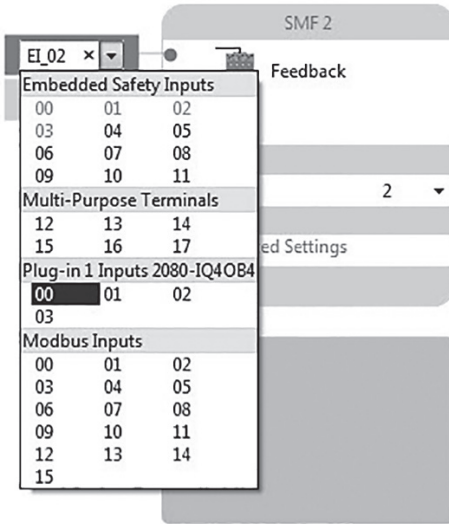 SMF 2
EI_02 ×
Feedback
Embedded Safety Inputs
00 01 02
03 04 05
06 07 08
09 10 11
Multi-Purpose Terminals
12 13 14
15 16 17
Plug-in 1 Inputs 2080-IQ4OB4
00 01 02
03
Modbus Inputs
00 01 02
03 04 05
06 07 08
09 10 11
12 13 14
15
2
ed Settings